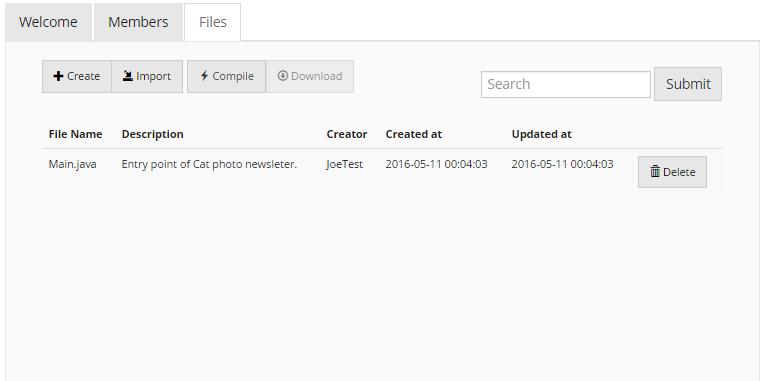 Welcome Members Files
Create Import Compile Download
Search Submit
File Name Description Creator Created at Updated at
Main.java Entry point of Cat photo newsleter. JoeTest 2016-05-11 00:04:03 2016-05-11 00:04:03 Delete